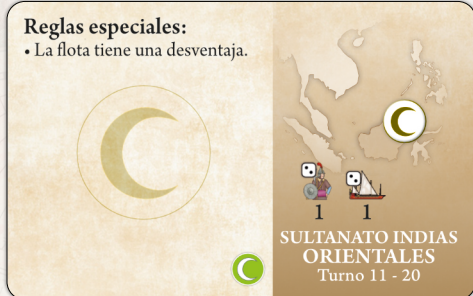 Reglas especiales:
• La flota tiene una desventaja.
1 1
SULTANATO INDIAS
ORIENTALES
Turno 11 - 20